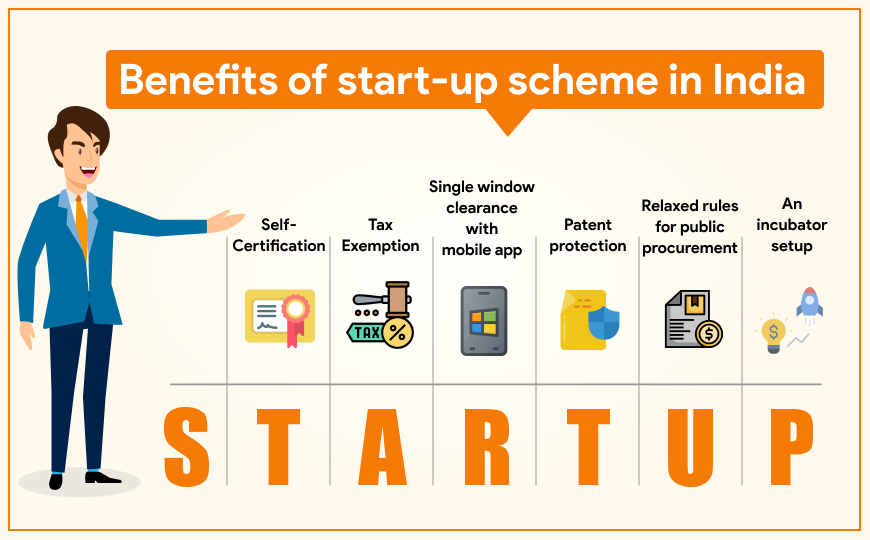 Benefits of start-up scheme in India
Self-
Certification
Tax
Exemption
Single window
clearance
with
mobile app
Patent
protection
Relaxed rules
for public
procurement
An
incubator
setup
TAX
%
$
$
S T A R T U P